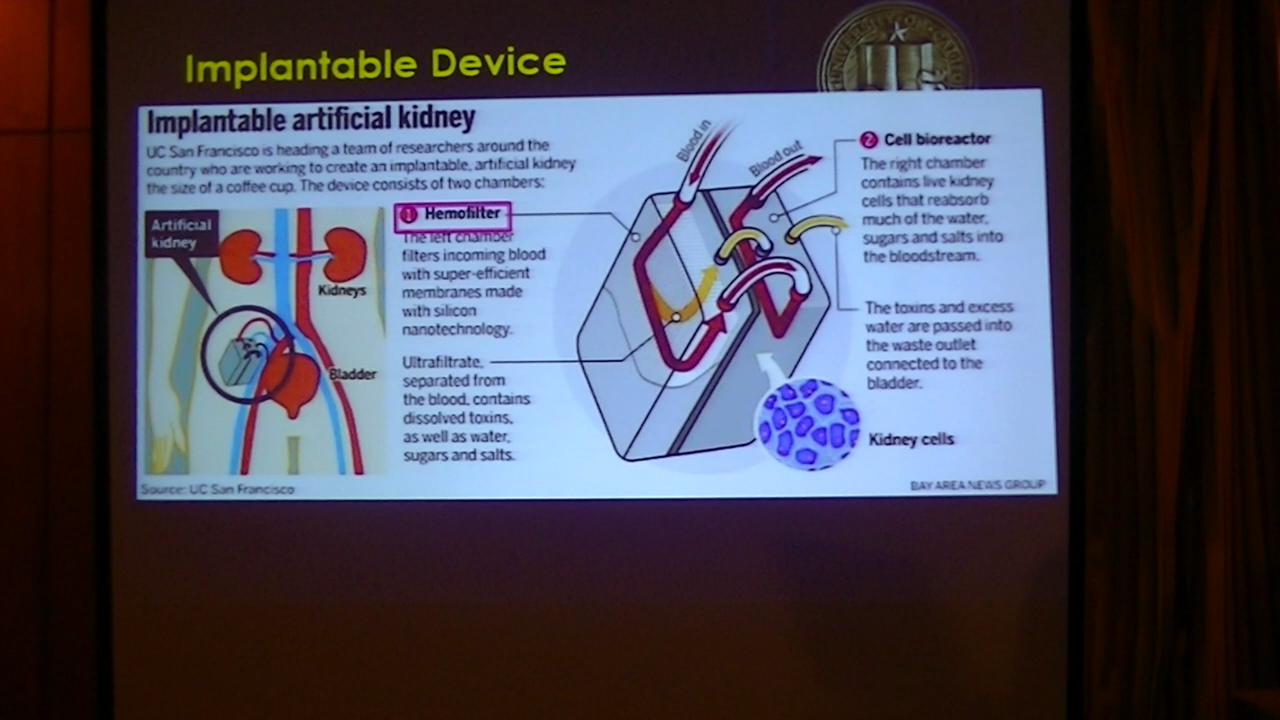 Implantable Device
Implantable artificial kidney
UC San Francisco is heading a team of researchers around the
country who are working to create an implantable, artificial kidney
the size of a coffee cup. The device consists of two chambers:
Artificial
kidney
Kidneys
Bladder
1 Hemofilter
The left chamber
filters incoming blood
with super-efficient
membranes made
with silicon
nanotechnology.
Ultrafiltrate,
separated from
the blood, contains
dissolved toxins,
as well as water,
sugars and salts.
Blood in
Blood out
2 Cell bioreactor
The right chamber
contains live kidney
cells that reabsorb
much of the water,
sugars and salts into
the bloodstream.
The toxins and excess
water are passed into
the waste outlet
connected to the
bladder.
Kidney cells
Source: UC San Francisco
BAY AREA NEWS GROUP